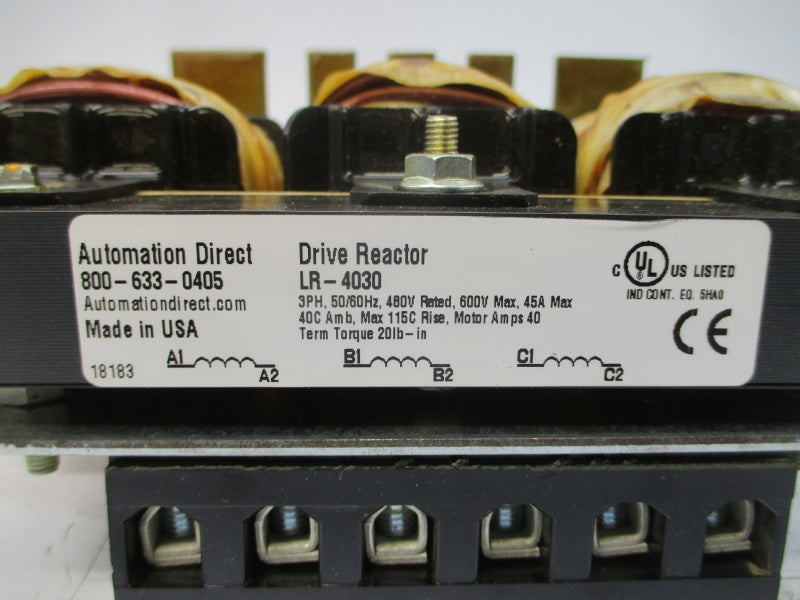 Automation Direct
800-633-0405
Automationdirect.com
Made in USA
18183
Drive Reactor
LR-4030
3PH, 50/60Hz, 480V Rated, 600V Max, 45A Max
40C Amb, Max 115C Rise, Motor Amps 40
Term Torque 20lb-in
C UL US LISTED
IND CONT. EQ. 5HA0
CE
A1 A2
B1 B2
C1 C2